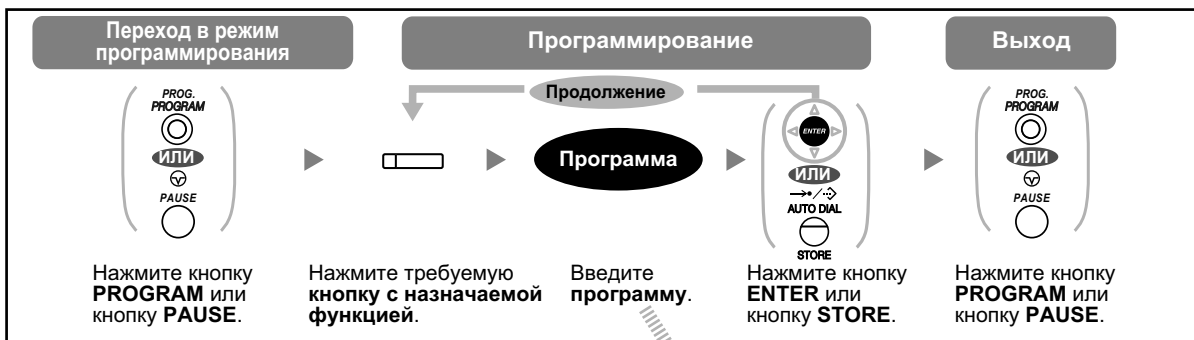 Переход в режим
программирования
Программирование
Выход
Продолжение
PROG.
PROGRAM
ИЛИ
PAUSE
Программа
ENTER
ИЛИ
AUTO DIAL
STORE
PROG.
PROGRAM
ИЛИ
PAUSE
Нажмите кнопку
PROGRAM или
кнопку PAUSE.
Нажмите требуемую
кнопку с назначаемой
функцией.
Введите
программу.
Нажмите кнопку
ENTER или
кнопку STORE.
Нажмите кнопку
PROGRAM или
кнопку PAUSE.